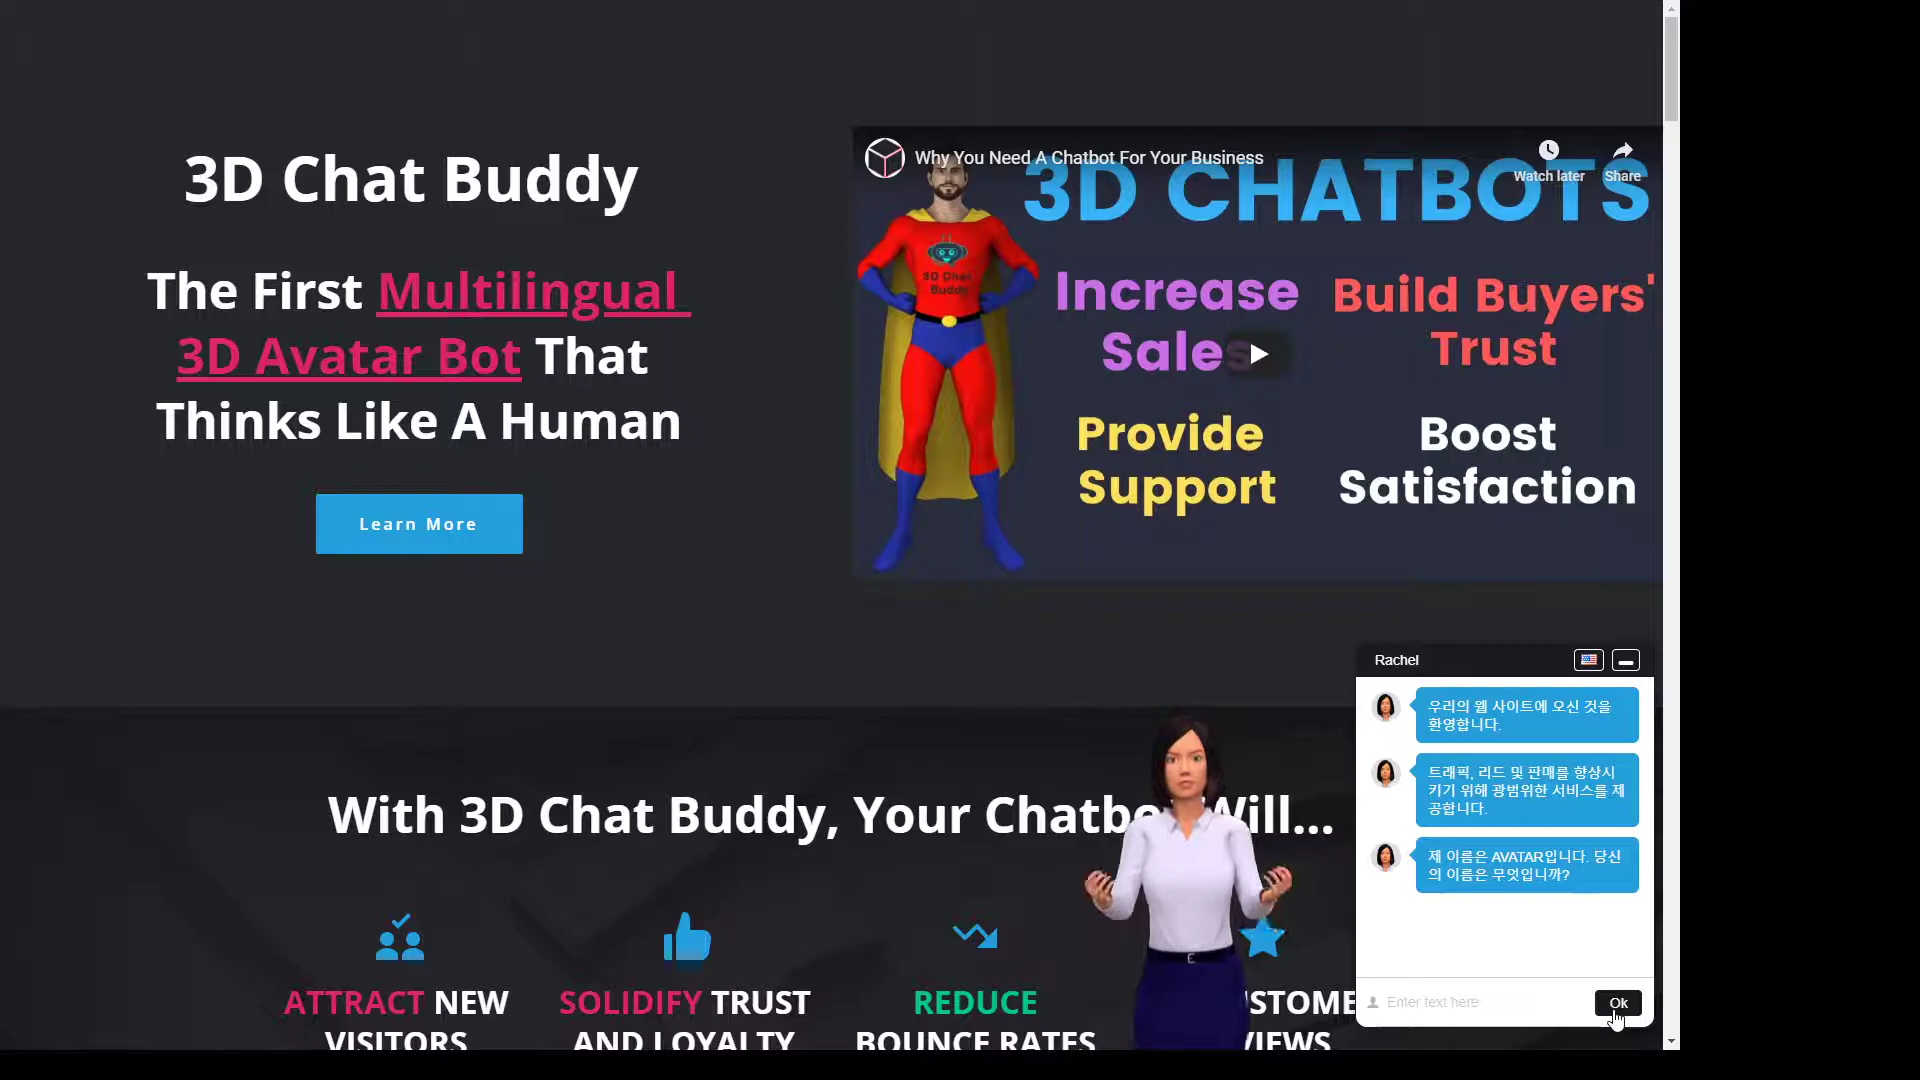 3D Chat Buddy
The First Multilingual
3D Avatar Bot That
Thinks Like A Human
Learn More
Why You Need A Chatbot For Your Business
Watch later
Share
3D CHATBOTS
3D Chat
Buddy
Increase
Sales
Build Buyers'
Trust
Provide
Support
Boost
Satisfaction
With 3D Chat Buddy, Your Chatbo Will...
ATTRACT NEW
VISITORS
SOLIDIFY TRUST
AND LOYALTY
REDUCE
BOUNCE RATES
STOME
IEWS
Rachel
우리의 웹 사이트에 오신 것을
환영합니다.
트래픽, 리드 및 판매를 향상시
키기 위해 광범위한 서비스를 제
공합니다.
제 이름은 AVATAR입니다. 당신
의 이름은 무엇입니까?
Enter text here
Ok